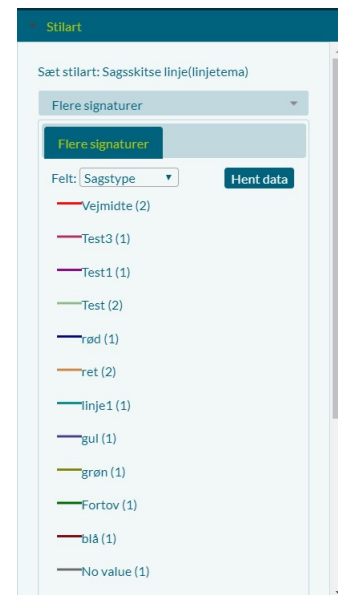 Stilart
Sæt stilart: Sagsskitse linje(linjetema)
Flere signaturer
Flere signaturer
Felt: Sagstype Hent data
Vejmidte (2)
Test3 (1)
Test1 (1)
Test (2)
rød (1)
ret (2)
linje1 (1)
gul (1)
grøn (1)
Fortov (1)
blå (1)
No value (1)